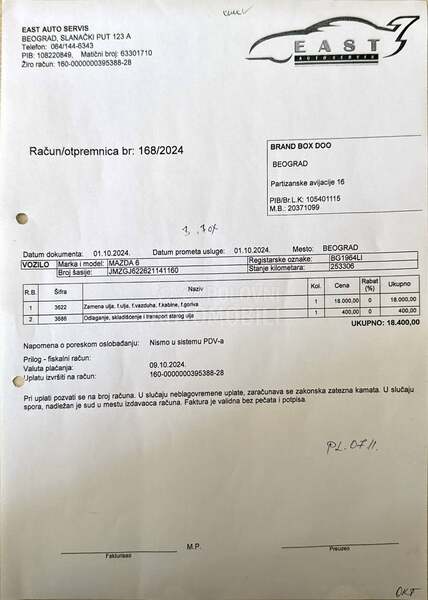 EAST AUTO SERVIS
BEOGRAD, SLANAČKI PUT 123 A
Telefon: 064/144-6343
PIB: 108220849, Matični broj: 63301710
Žiro račun: 160-0000000395388-28
EAST
AUTOSERVIS
Račun/otpremnica br: 168/2024
BRAND BOX DOO
BEOGRAD
Partizanske avijacije 16
PIB/Br.L.K: 105401115
M.B.: 20371099
Datum dokumenta: 01.10.2024. Datum prometa usluge: 01.10.2024. Mesto: BEOGRAD
VOZILO Marka i model: MAZDA 6 Registarske oznake: BG1964LI
Broj šasije: JMZGJ622621141160 Stanje kilometara: 253306
R.B. Šifra Naziv Kol. Cena Rabat (%) Ukupno
1 3622 Zamena ulja, f.ulja, f.vazduha, f.kabine, f.goriva 1 18.000,00 0 18.000,00
2 3686 Odlaganje, skladišćenje i transport starog ulja 1 400,00 0 400,00
UKUPNO: 18.400,00
Napomena o poreskom oslobađanju: Nismo u sistemu PDV-a
Prilog - fiskalni račun:
Valuta plaćanja: 09.10.2024.
Uplatu izvršiti na račun: 160-0000000395388-28
Pri uplati pozvati se na broj računa. U slučaju neblagovremene uplate, zaračunava se zakonska zatezna kamata. U slučaju
spora, nadležan je sud u mestu izdavaoca računa. Faktura je validna bez pečata i potpisa.
PL.07.11.
M.P.
Fakturisao
Preuzeo
OKT